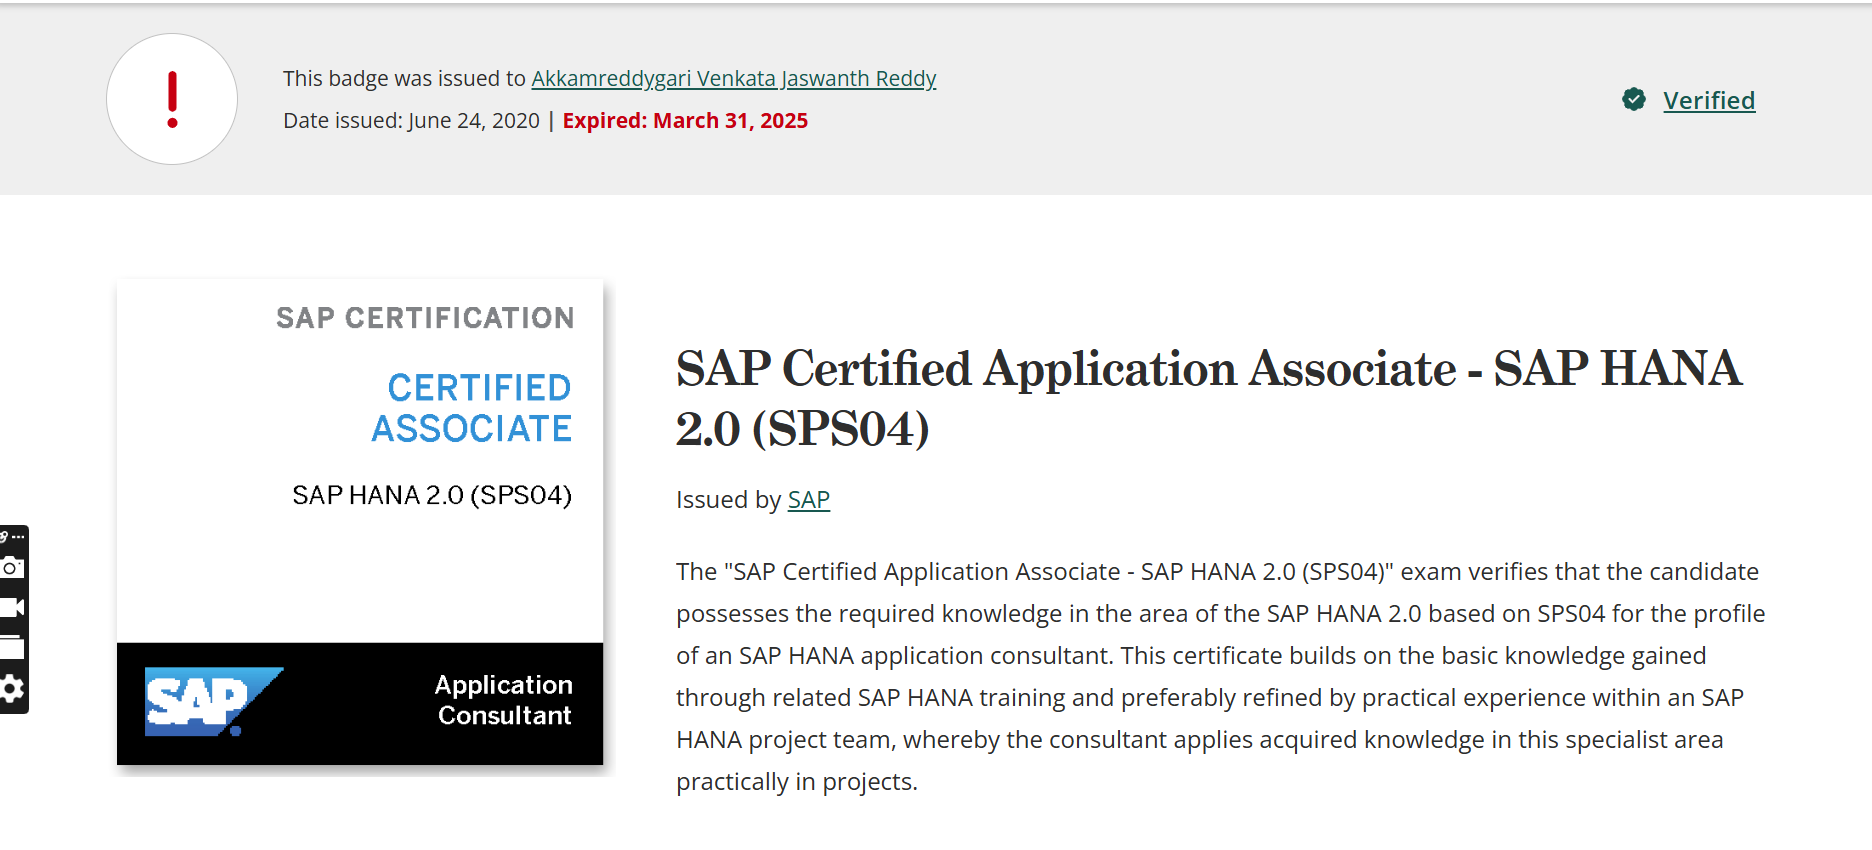 This badge was issued to Akkamreddygari Venkata Jaswanth Reddy
Date issued: June 24, 2020 | Expired: March 31, 2025
Verified
SAP CERTIFICATION
CERTIFIED
ASSOCIATE
SAP HANA 2.0 (SPS04)
SAP
Application
Consultant
SAP Certified Application Associate - SAP HANA
2.0 (SPS04)
Issued by SAP
The "SAP Certified Application Associate - SAP HANA 2.0 (SPS04)" exam verifies that the candidate
possesses the required knowledge in the area of the SAP HANA 2.0 based on SPS04 for the profile
of an SAP HANA application consultant. This certificate builds on the basic knowledge gained
through related SAP HANA training and preferably refined by practical experience within an SAP
HANA project team, whereby the consultant applies acquired knowledge in this specialist area
practically in projects.